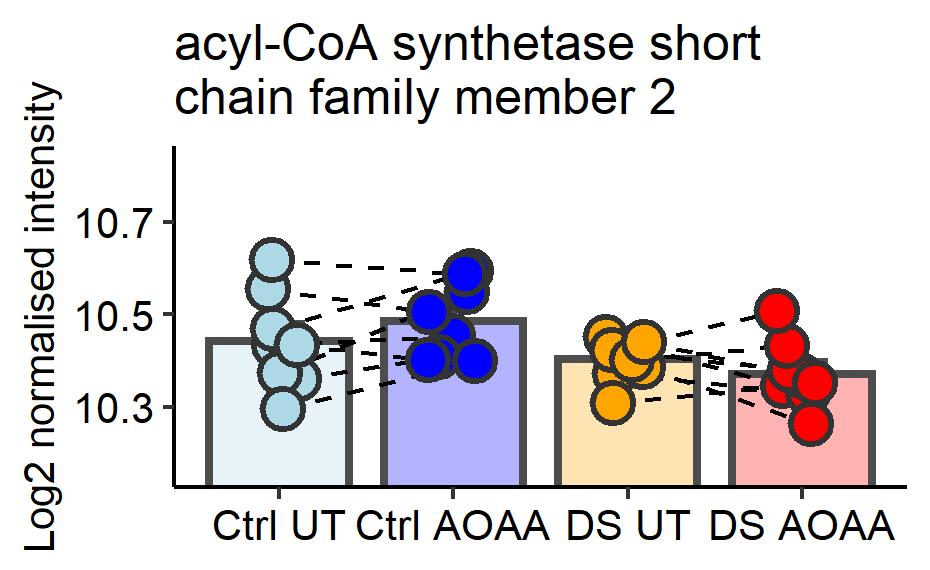 acyl-CoA synthetase short
chain family member 2
Log2 normalised intensity
10.7
10.5
10.3
Ctrl UT Ctrl AOAA DS UT DS AOAA